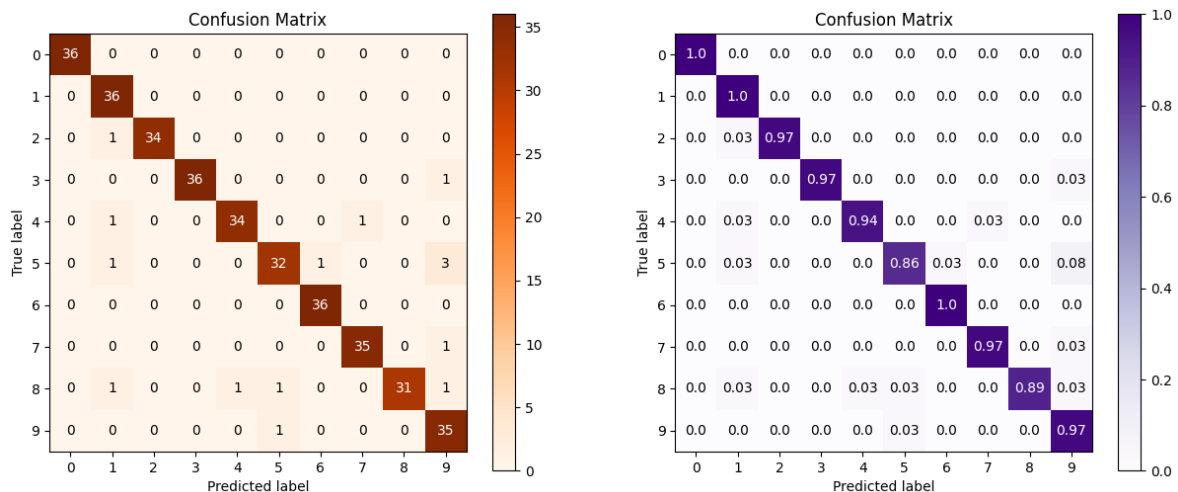 Confusion Matrix
0 36 0 0 0 0 0 0 0 0 0
1 0 36 0 0 0 0 0 0 0 0
2 0 1 34 0 0 0 0 0 0 0
3 0 0 0 36 0 0 0 0 0 1
4 0 1 0 0 34 0 0 1 0 0
5 0 1 0 0 0 32 1 0 0 3
6 0 0 0 0 0 0 36 0 0 0
7 0 0 0 0 0 0 0 35 0 1
8 0 1 0 0 1 1 0 0 31 1
9 0 0 0 0 0 1 0 0 0 35
0 1 2 3 4 5 6 7 8 9
True label
Predicted label
35
30
25
20
15
10
5
0
Confusion Matrix
0 1.0 0.0 0.0 0.0 0.0 0.0 0.0 0.0 0.0 0.0
1 0.0 1.0 0.0 0.0 0.0 0.0 0.0 0.0 0.0 0.0
2 0.0 0.03 0.97 0.0 0.0 0.0 0.0 0.0 0.0 0.0
3 0.0 0.0 0.0 0.97 0.0 0.0 0.0 0.0 0.0 0.03
4 0.0 0.03 0.0 0.0 0.94 0.0 0.0 0.03 0.0 0.0
5 0.0 0.03 0.0 0.0 0.0 0.86 0.03 0.0 0.0 0.08
6 0.0 0.0 0.0 0.0 0.0 0.0 1.0 0.0 0.0 0.0
7 0.0 0.0 0.0 0.0 0.0 0.0 0.0 0.97 0.0 0.03
8 0.0 0.03 0.0 0.0 0.03 0.03 0.0 0.0 0.89 0.03
9 0.0 0.0 0.0 0.0 0.0 0.03 0.0 0.0 0.0 0.97
0 1 2 3 4 5 6 7 8 9
True label
Predicted label
1.0
0.8
0.6
0.4
0.2
0.0